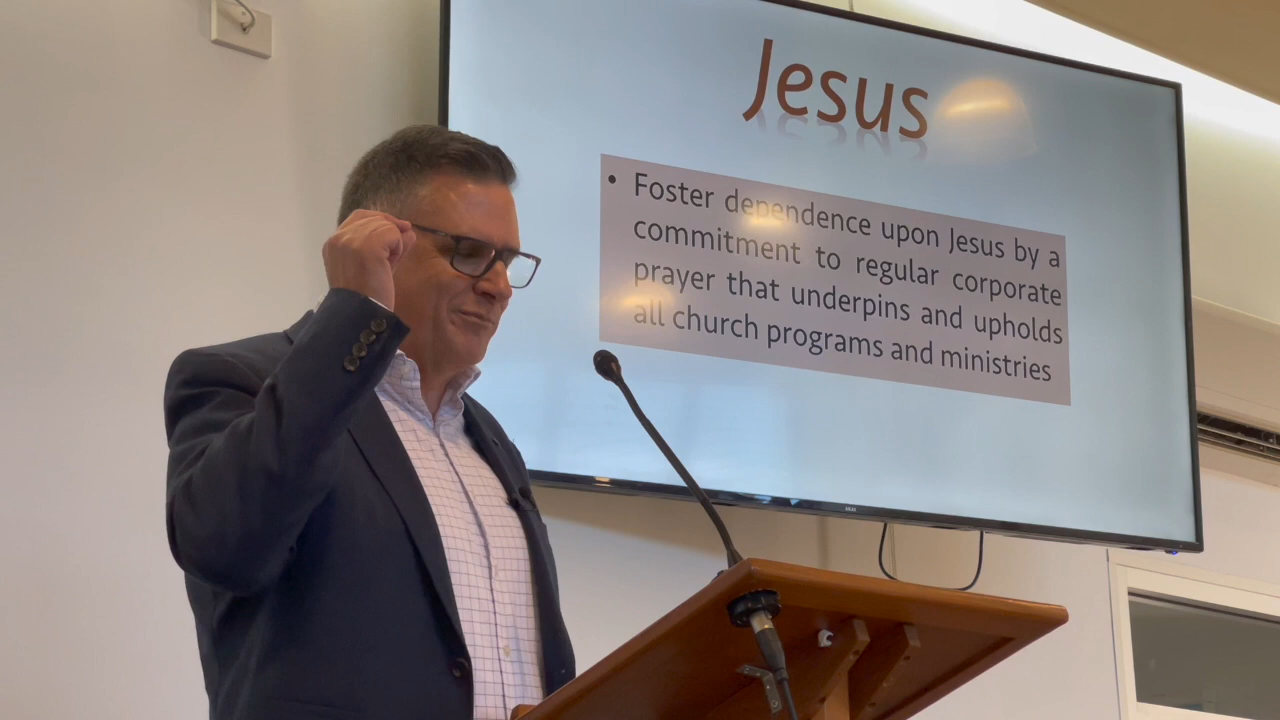 Jesus
• Foster dependence upon Jesus by a
commitment to regular corporate
prayer that underpins and upholds
all church programs and ministries